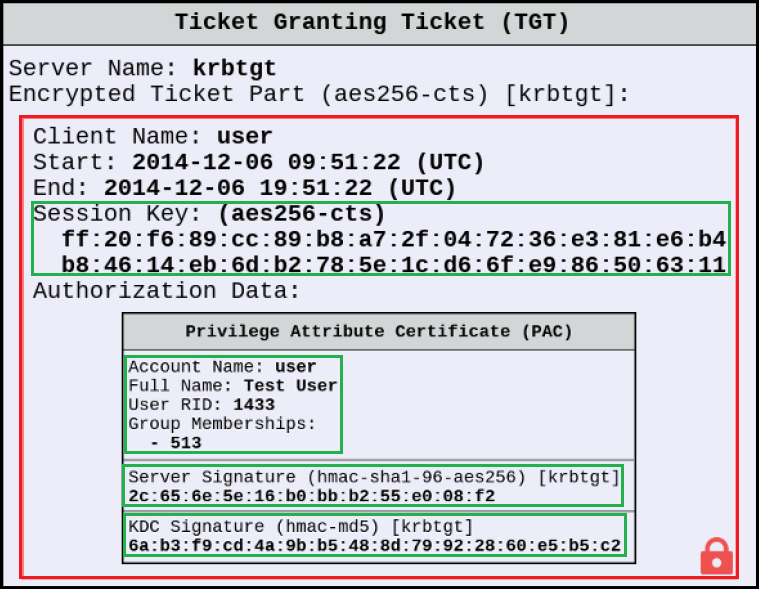 Ticket Granting Ticket (TGT)
Server Name: krbtgt
Encrypted Ticket Part (aes256-cts) [krbtgt]:
Client Name: user
Start: 2014-12-06 09:51:22 (UTC)
End: 2014-12-06 19:51:22 (UTC)
Session Key: (aes256-cts)
ff:20:f6:89:cc:89:b8:a7:2f:04:72:36:e3:81:e6:b4
b8:46:14:eb:6d:b2:78:5e:1c:d6:6f:e9:86:50:63:11
Authorization Data:
Privilege Attribute Certificate (PAC)
Account Name: user
Full Name: Test User
User RID: 1433
Group Memberships:
- 513
Server Signature (hmac-sha1-96-aes256) [krbtgt]
2c:65:6e:5e:16:b0:bb:b2:55:e0:08:f2
KDC Signature (hmac-md5) [krbtgt]
6a:b3:f9:cd:4a:9b:b5:48:8d:79:92:28:60:e5:b5:c2